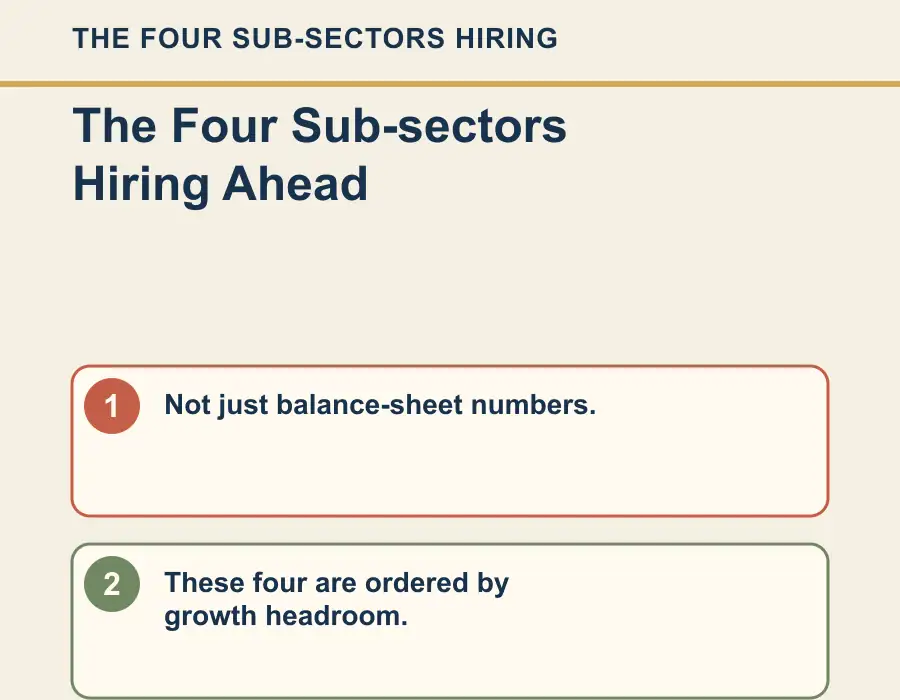 THE FOUR SUB-SECTORS HIRING
The Four Sub-sectors
Hiring Ahead
1
Not just balance-sheet numbers.
2
These four are ordered by
growth headroom.